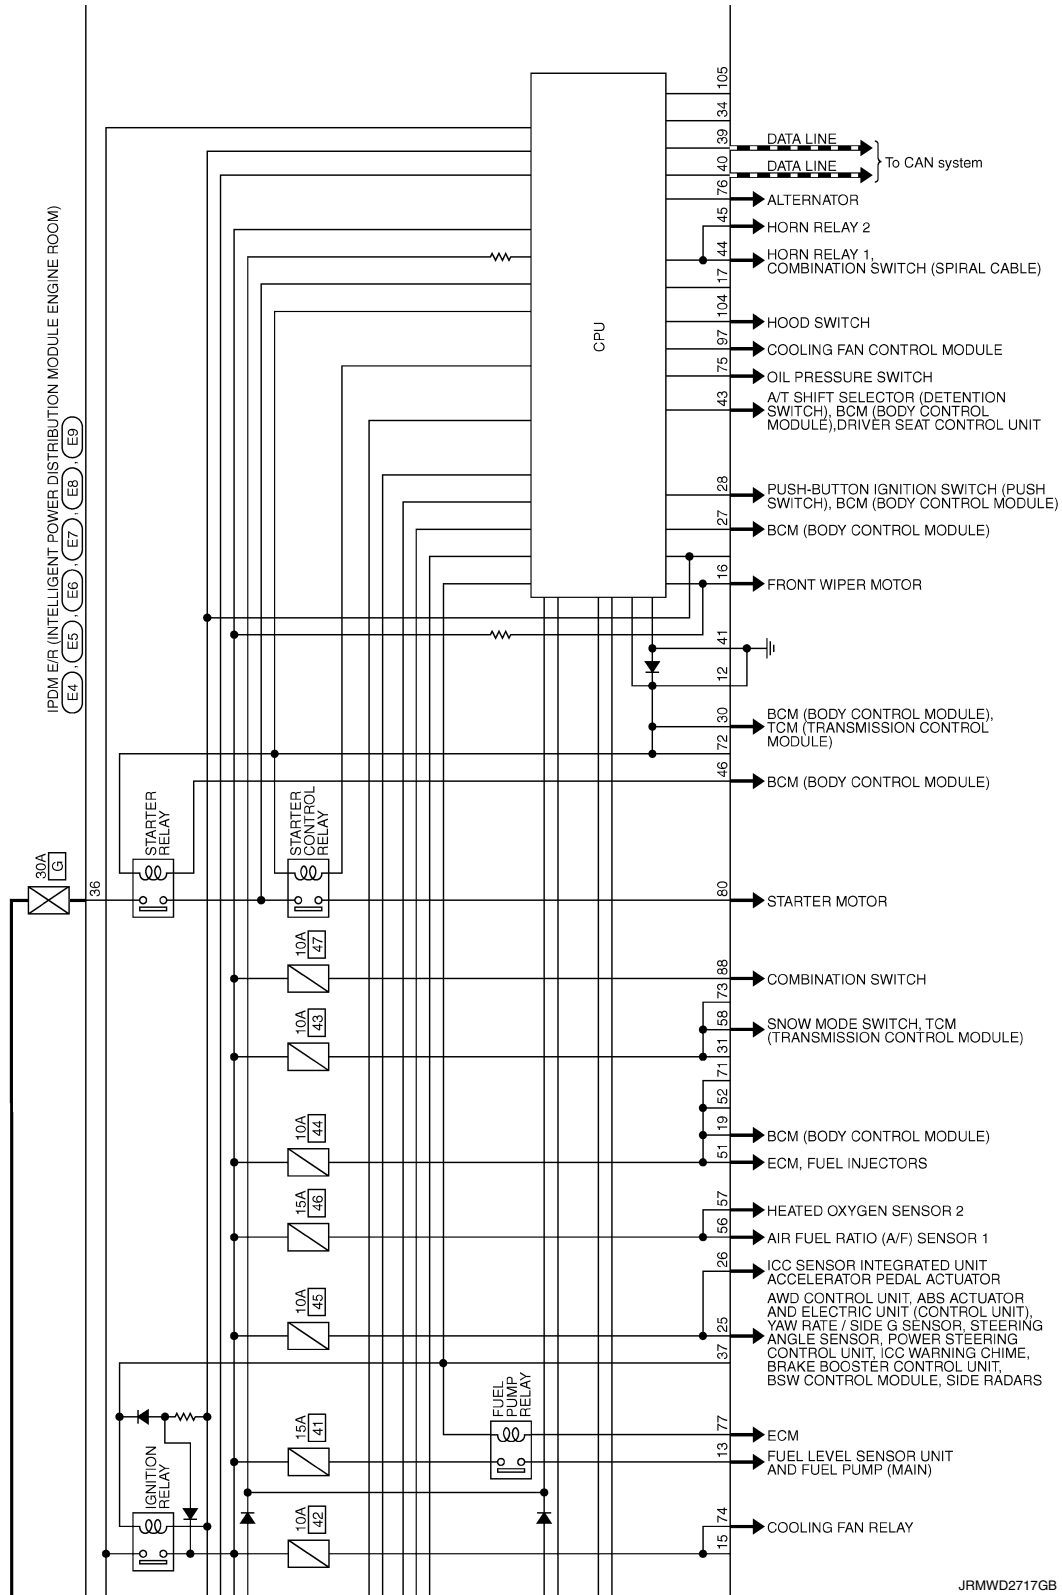 105
34
39
DATA LINE
40
DATA LINE
To CAN system
76
ALTERNATOR
45
HORN RELAY 2
44
HORN RELAY 1,
COMBINATION SWITCH (SPIRAL CABLE)
17
104
HOOD SWITCH
97
COOLING FAN CONTROL MODULE
75
OIL PRESSURE SWITCH
43
A/T SHIFT SELECTOR (DETENTION
SWITCH), BCM (BODY CONTROL
MODULE),DRIVER SEAT CONTROL UNIT
CPU
28
PUSH-BUTTON IGNITION SWITCH (PUSH
SWITCH), BCM (BODY CONTROL MODULE)
27
BCM (BODY CONTROL MODULE)
16
FRONT WIPER MOTOR
IPDM E/R (INTELLIGENT POWER DISTRIBUTION MODULE ENGINE ROOM)
E4 , E5 , E6 , E7 , E8 , E9
41
12
30
BCM (BODY CONTROL MODULE),
TCM (TRANSMISSION CONTROL
MODULE)
72
46
BCM (BODY CONTROL MODULE)
STARTER
RELAY
STARTER
CONTROL
RELAY
30A
G
36
80
STARTER MOTOR
10A
47
88
COMBINATION SWITCH
73
10A
43
58
SNOW MODE SWITCH, TCM
(TRANSMISSION CONTROL MODULE)
31
71
52
10A
44
19
BCM (BODY CONTROL MODULE)
51
ECM, FUEL INJECTORS
15A
46
57
HEATED OXYGEN SENSOR 2
56
AIR FUEL RATIO (A/F) SENSOR 1
26
ICC SENSOR INTEGRATED UNIT
ACCELERATOR PEDAL ACTUATOR
10A
45
25
AWD CONTROL UNIT, ABS ACTUATOR
AND ELECTRIC UNIT (CONTROL UNIT),
YAW RATE / SIDE G SENSOR, STEERING
ANGLE SENSOR, POWER STEERING
CONTROL UNIT, ICC WARNING CHIME,
BRAKE BOOSTER CONTROL UNIT,
BSW CONTROL MODULE, SIDE RADARS
37
FUEL
PUMP
RELAY
15A
41
77
ECM
13
FUEL LEVEL SENSOR UNIT
AND FUEL PUMP (MAIN)
IGNITION
RELAY
10A
42
74
COOLING FAN RELAY
15
JRMWD2717GB